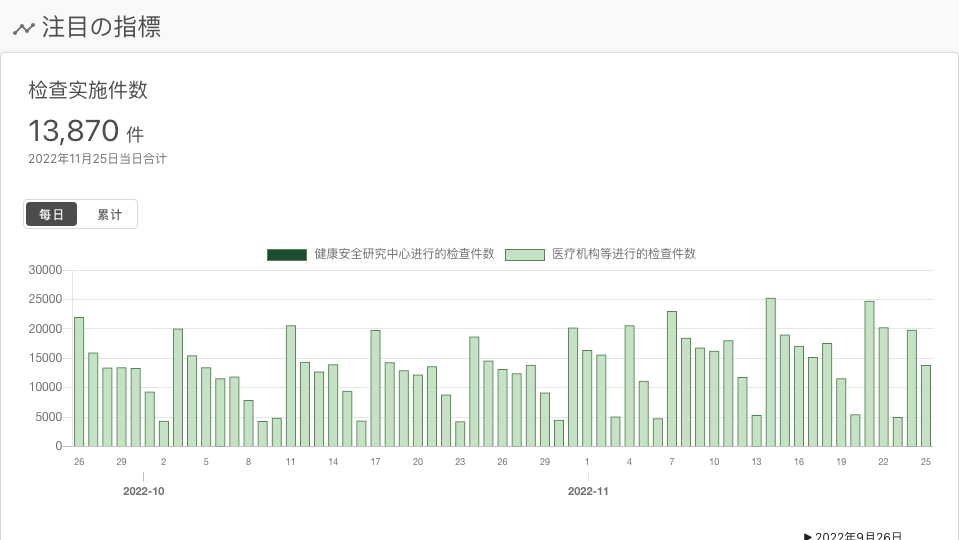 注目の指標
检查实施件数
13,870 件
2022年11月25日当日合计
每日 累计
健康安全研究中心进行的检查件数 医疗机构等进行的检查件数
30000
25000
20000
15000
10000
5000
0
26 29 2 5 8 11 14 17 20 23 26 29 1 4 7 10 13 16 19 22 25
2022-10 2022-11
▶ 2022年9月26日